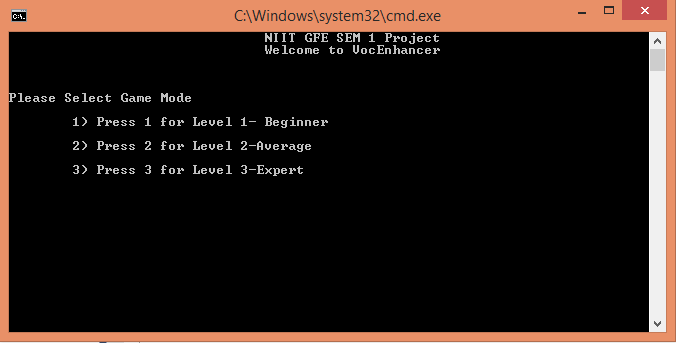 C:\Windows\system32\cmd.exe
NIIT GFE SEM 1 Project
Welcome to VocEnhancer
Please Select Game Mode
1) Press 1 for Level 1- Beginner
2) Press 2 for Level 2-Average
3) Press 3 for Level 3-Expert